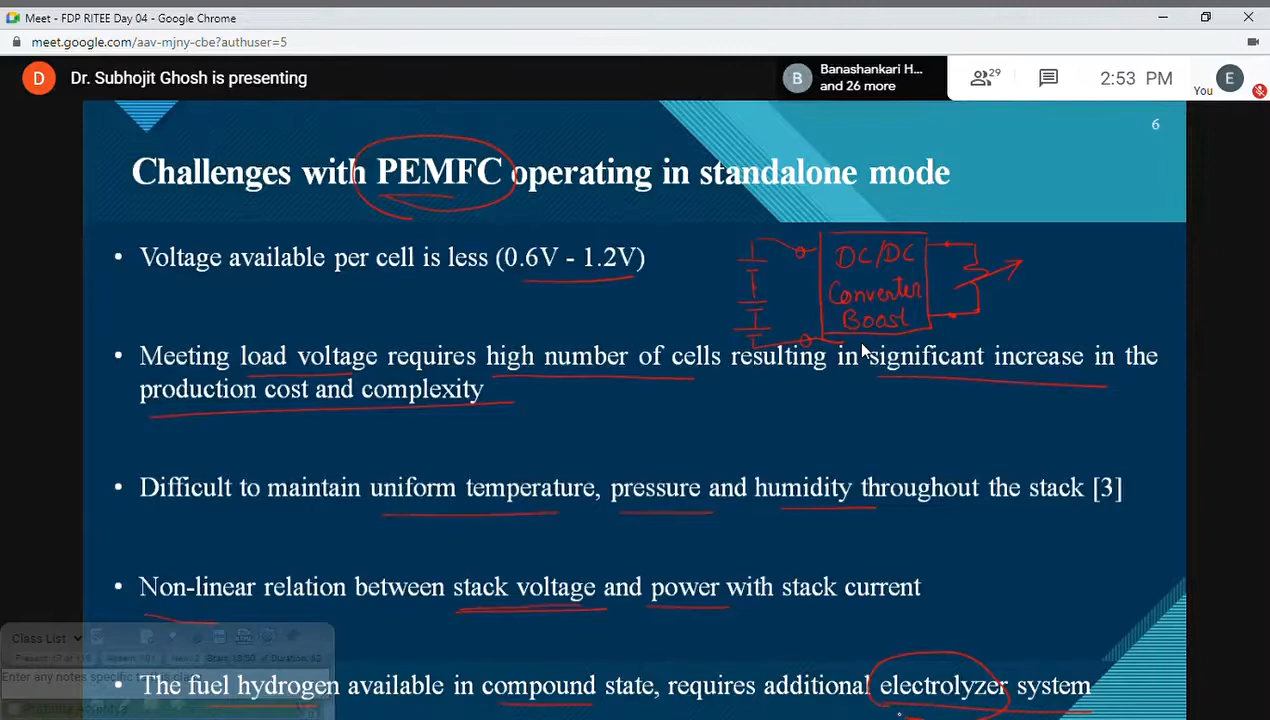 Meet - FDP RITEE Day 04 - Google Chrome
meet.google.com/aav-mjny-cbe?authuser=5
D
Dr. Subhojit Ghosh is presenting
B
Banashankari H...
and 26 more
29
2:53 PM
You
E
6
Challenges with PEMFC operating in standalone mode
• Voltage available per cell is less (0.6V - 1.2V)
DC/DC
Converter
Boost
• Meeting load voltage requires high number of cells resulting in significant increase in the
production cost and complexity
• Difficult to maintain uniform temperature, pressure and humidity throughout the stack [3]
• Non-linear relation between stack voltage and power with stack current
Class List
Enter any notes specific
• The fuel hydrogen available in compound state, requires additional electrolyzer system